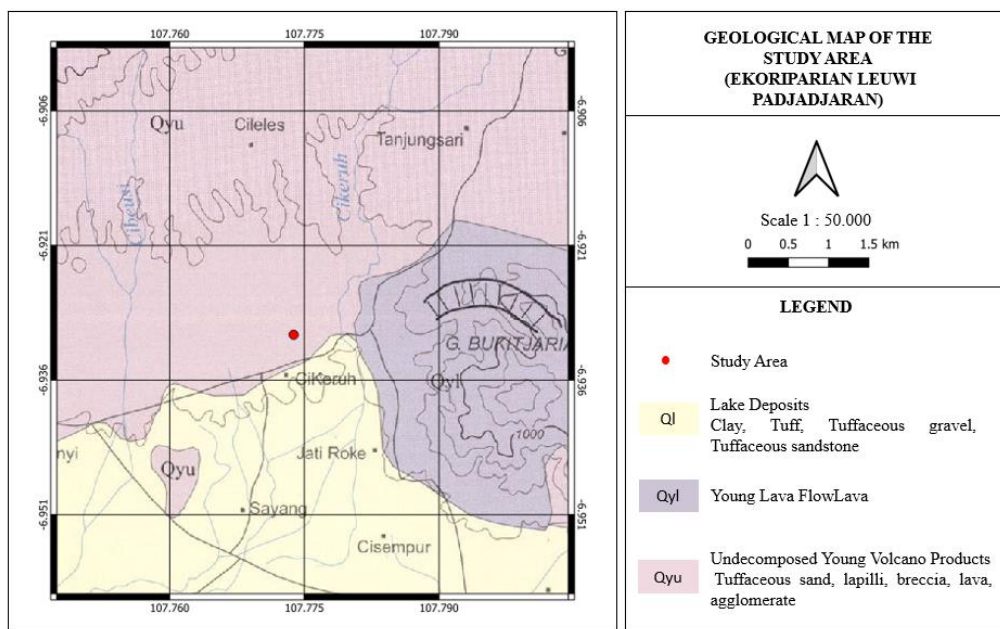 107.760 107.775 107.790
-6.906 -6.906
Qyu Cileles
Tanjungsari
Cikeruh
Cibeusi
-6.921 -6.921
G. BUKITJARIA
-6.936 -6.936
CiKeruh
Qyl
1000
nyi
Qyu
Jati Roke
-6.951 -6.951
Sayang
Cisempur
107.760 107.775 107.790
GEOLOGICAL MAP OF THE
STUDY AREA
(EKORIPARIAN LEUWI
PADJADJARAN)
Scale 1 : 50.000
0 0.5 1 1.5 km
LEGEND
Study Area
Ql
Lake Deposits
Clay, Tuff, Tuffaceous gravel,
Tuffaceous sandstone
Qyl
Young Lava FlowLava
Qyu
Undecomposed Young Volcano Products
Tuffaceous sand, lapilli, breccia, lava,
agglomerate